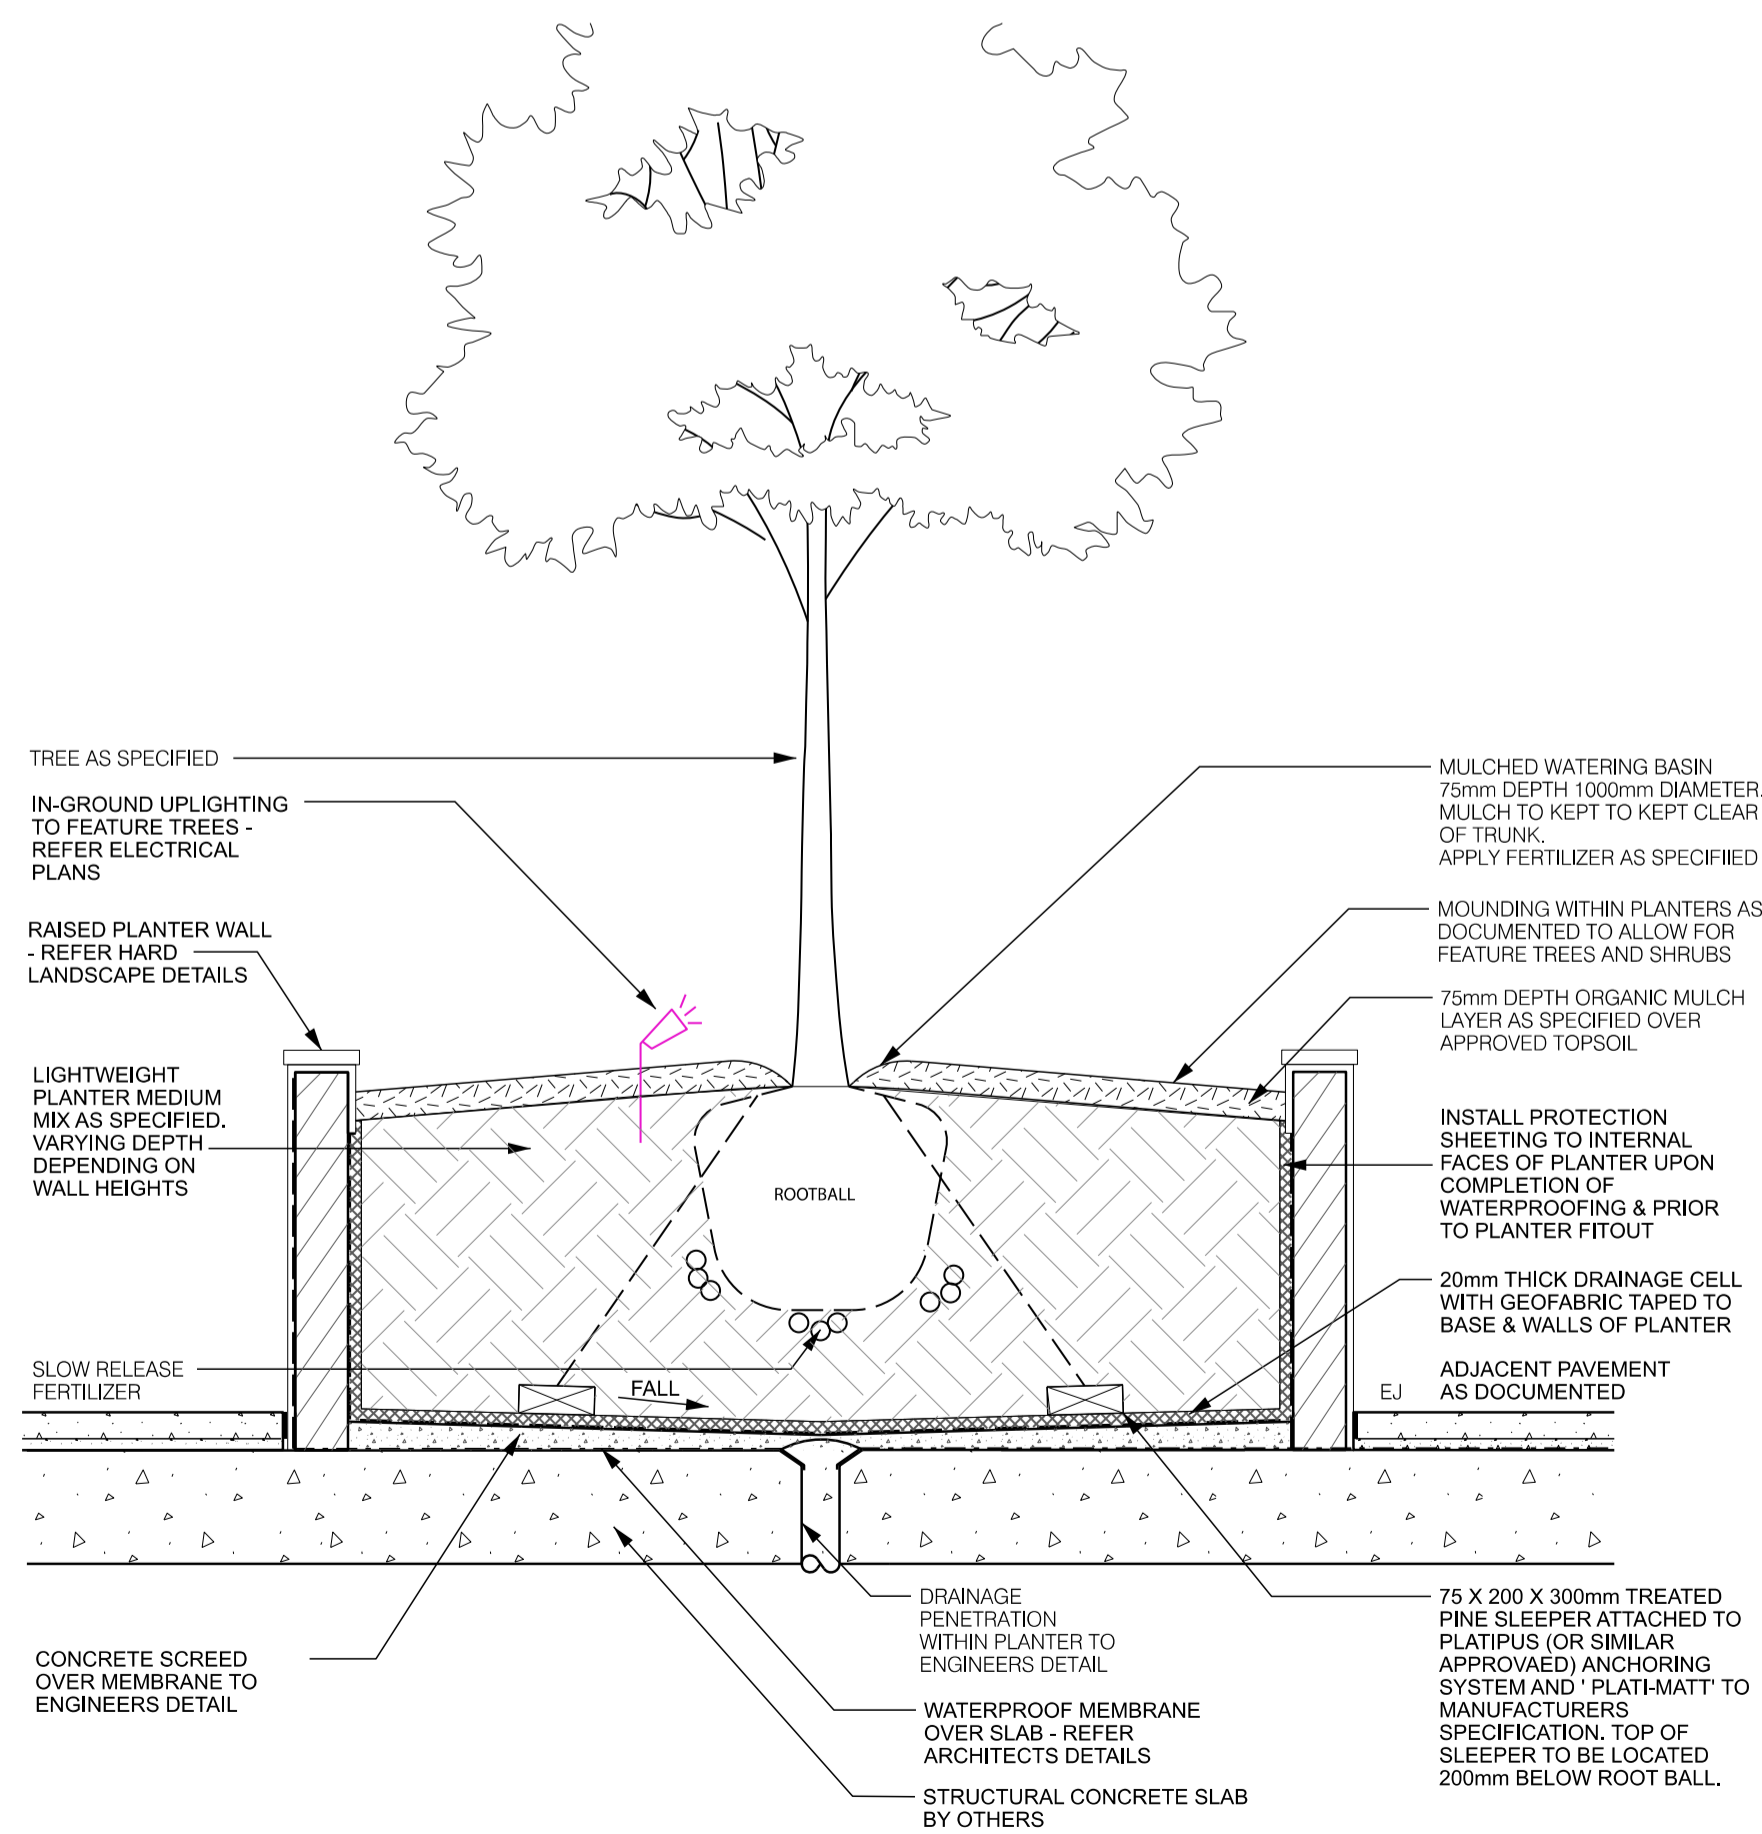 TREE AS SPECIFIED
IN-GROUND UPLIGHTING
TO FEATURE TREES -
REFER ELECTRICAL
PLANS
RAISED PLANTER WALL
- REFER HARD
LANDSCAPE DETAILS
LIGHTWEIGHT
PLANTER MEDIUM
MIX AS SPECIFIED.
VARYING DEPTH
DEPENDING ON
WALL HEIGHTS
SLOW RELEASE
FERTILIZER
CONCRETE SCREED
OVER MEMBRANE TO
ENGINEERS DETAIL
ROOTBALL
FALL
DRAINAGE
PENETRATION
WITHIN PLANTER TO
ENGINEERS DETAIL
WATERPROOF MEMBRANE
OVER SLAB - REFER
ARCHITECTS DETAILS
STRUCTURAL CONCRETE SLAB
BY OTHERS
MULCHED WATERING BASIN
75mm DEPTH 1000mm DIAMETER.
MULCH TO KEPT TO KEPT CLEAR
OF TRUNK.
APPLY FERTILIZER AS SPECIFIIED
MOUNDING WITHIN PLANTERS AS
DOCUMENTED TO ALLOW FOR
FEATURE TREES AND SHRUBS
75mm DEPTH ORGANIC MULCH
LAYER AS SPECIFIED OVER
APPROVED TOPSOIL
INSTALL PROTECTION
SHEETING TO INTERNAL
FACES OF PLANTER UPON
COMPLETION OF
WATERPROOFING & PRIOR
TO PLANTER FITOUT
20mm THICK DRAINAGE CELL
WITH GEOFABRIC TAPED TO
BASE & WALLS OF PLANTER
ADJACENT PAVEMENT
AS DOCUMENTED
EJ
75 X 200 X 300mm TREATED
PINE SLEEPER ATTACHED TO
PLATIPUS (OR SIMILAR
APPROVAED) ANCHORING
SYSTEM AND ' PLATI-MATT' TO
MANUFACTURERS
SPECIFICATION. TOP OF
SLEEPER TO BE LOCATED
200mm BELOW ROOT BALL.